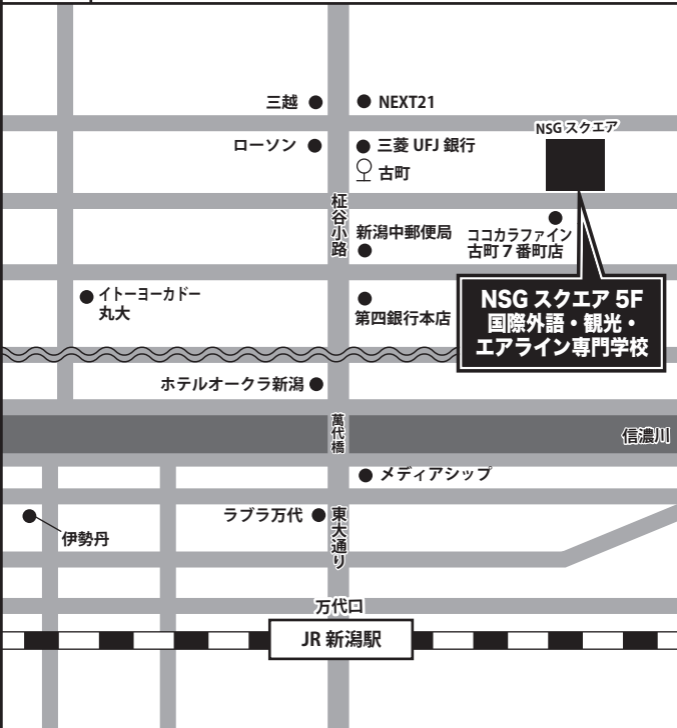 三越
NEXT21
NSG スクエア
ローソン
三菱 UFJ 銀行
古町
柾谷小路
新潟中郵便局
ココカラファイン
古町７番町店
イトーヨーカドー
丸大
第四銀行本店
NSG スクエア 5F
国際外語・観光・
エアライン専門学校
ホテルオークラ新潟
萬代橋
信濃川
メディアシップ
ラブラ万代
東大通り
伊勢丹
万代口
JR 新潟駅